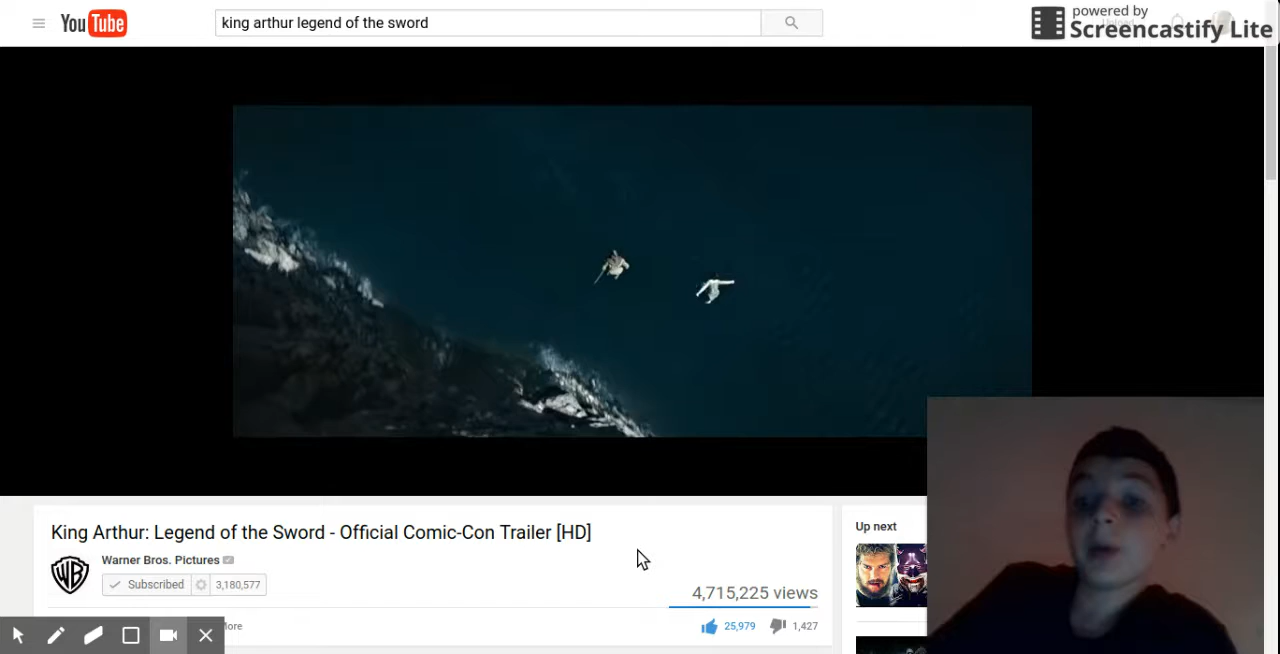 YouTube
king arthur legend of the sword
powered by
Screencastify Lite
King Arthur: Legend of the Sword - Official Comic-Con Trailer [HD]
Warner Bros. Pictures
WB
Subscribed 3,180,577
4,715,225 views
25,979 1,427
Up next